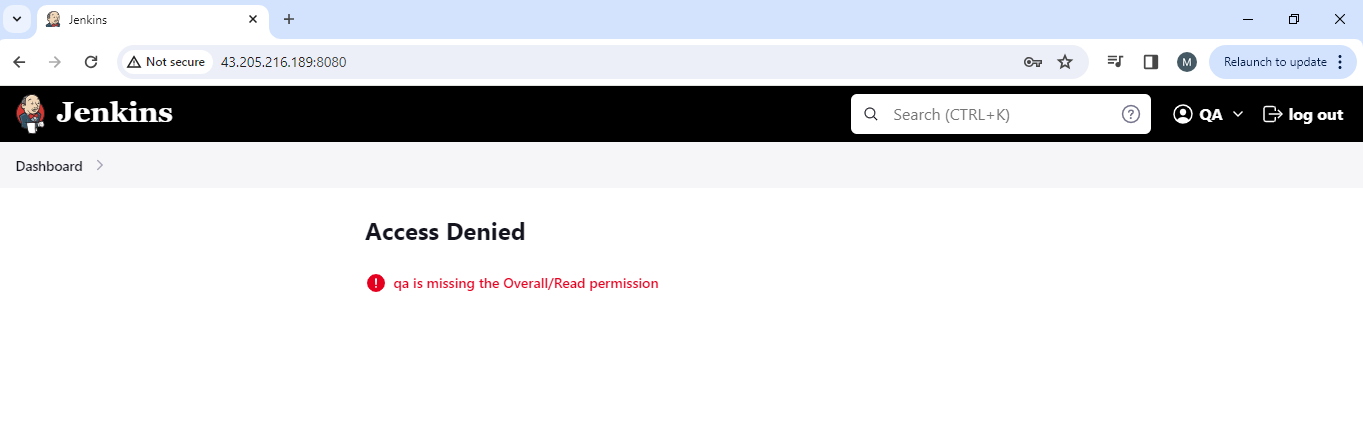 Jenkins
Not secure 43.205.216.189:8080 M Relaunch to update
Jenkins Search (CTRL+K) ? QA log out
Dashboard
Access Denied
! qa is missing the Overall/Read permission